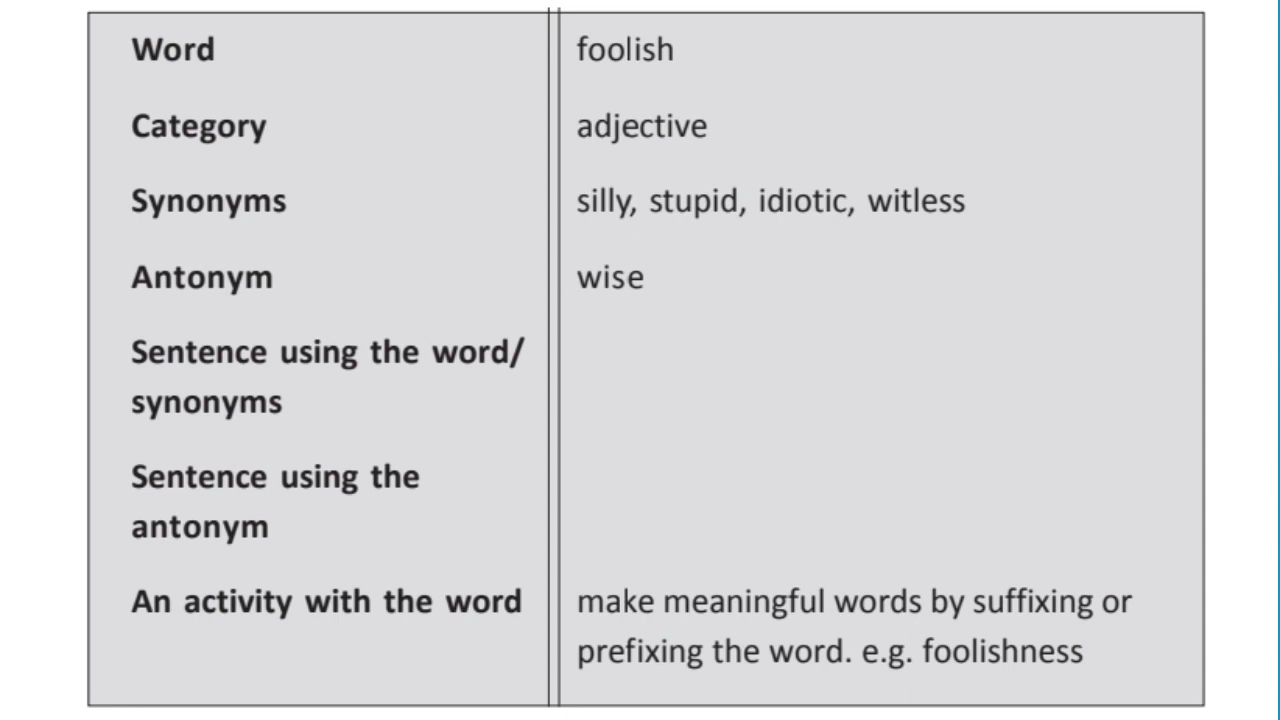 Word foolish
Category adjective
Synonyms silly, stupid, idiotic, witless
Antonym wise
Sentence using the word/
synonyms
Sentence using the
antonym
An activity with the word make meaningful words by suffixing or
prefixing the word. e.g. foolishness